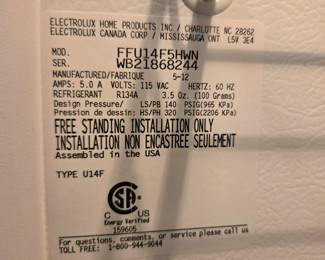 ELECTROLUX HOME PRODUCTS INC / CHARLOTTE NC 28262
ELECTROLUX CANADA CORP / MISSISSAUGA ONT L5V 3E4
MOD. FFU14F5HWN
SER. WB21868244
MANUFACTURED/FABRIQUE 5-12
AMPS: 5.0 A VOLTS: 115 VAC HERTZ: 60 HZ
REFRIGERANT R134A 3.5 Oz. (100 Grams)
Design Pressure/ LS/PB 140 PSIG(965 KPa)
Pression de dessin: HS/PH 320 PSIG (2206 KPa)
FREE STANDING INSTALLATION ONLY
INSTALLATION NON ENCASTREE SEULEMENT
Assembled in the USA
TYPE U14F
CSA
C US
Energy Verified
159605
For questions, comments, or service please call
TOLL FREE: 1-800-944-9044